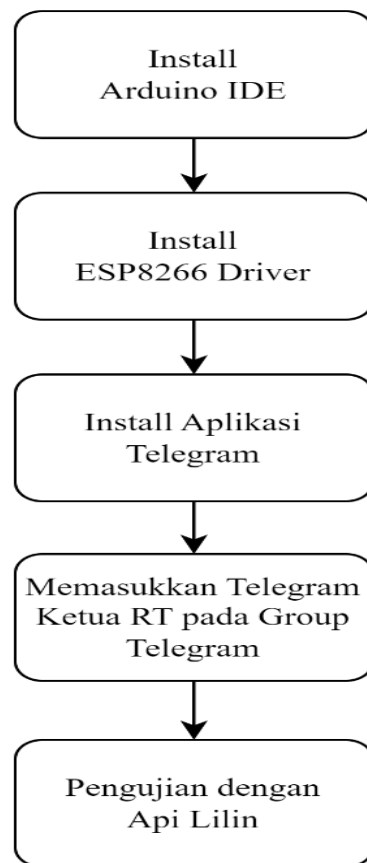 Install
Arduino IDE
Install
ESP8266 Driver
Install Aplikasi
Telegram
Memasukkan Telegram
Ketua RT pada Group
Telegram
Pengujian dengan
Api Lilin